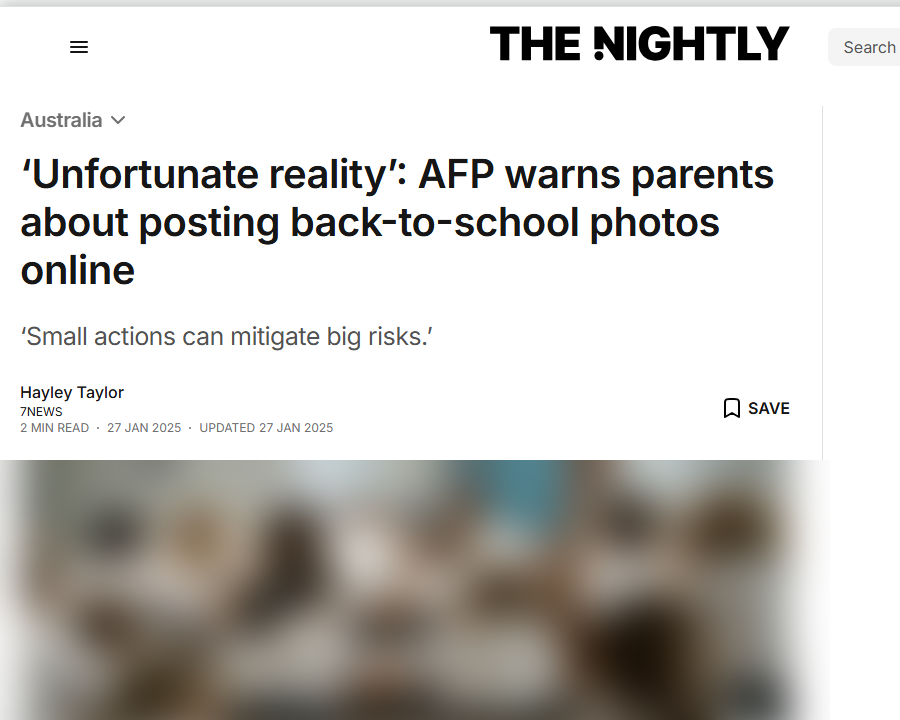 THE NIGHTLY
Search
Australia
‘Unfortunate reality’: AFP warns parents
about posting back-to-school photos
online
‘Small actions can mitigate big risks.’
Hayley Taylor
7NEWS
2 MIN READ · 27 JAN 2025 · UPDATED 27 JAN 2025
SAVE